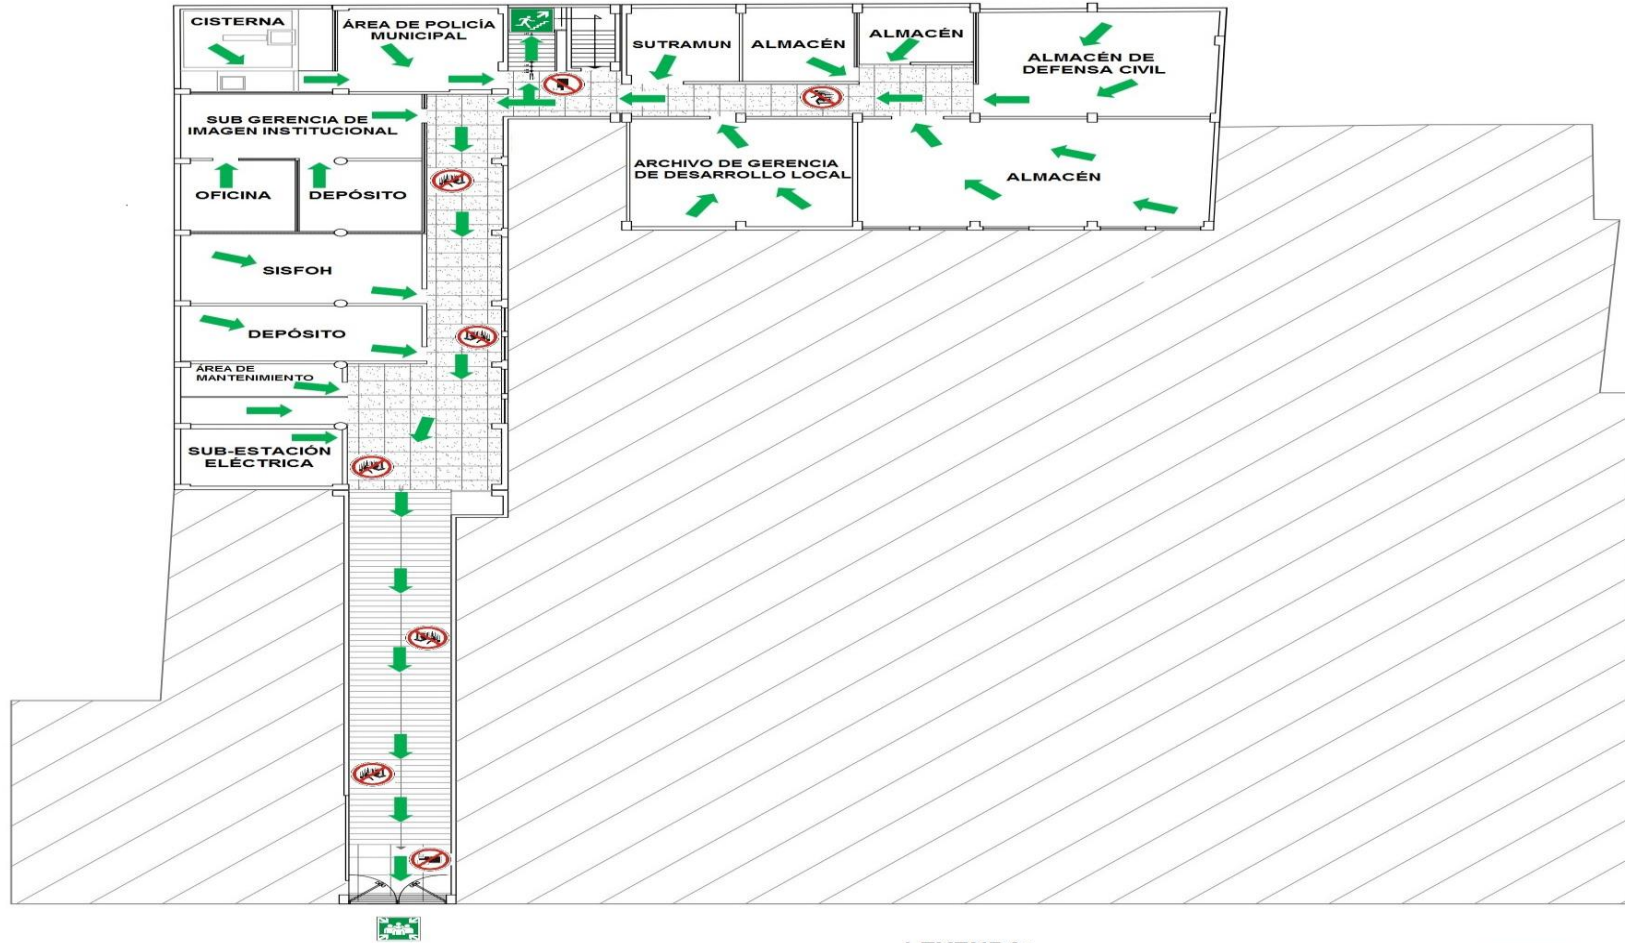 CISTERNA
ÁREA DE POLICÍA
MUNICIPAL
SUTRAMUN
ALMACÉN
ALMACÉN
ALMACÉN DE
DEFENSA CIVIL
SUB GERENCIA DE
IMAGEN INSTITUCIONAL
OFICINA
DEPÓSITO
ARCHIVO DE GERENCIA
DE DESARROLLO LOCAL
ALMACÉN
SISFOH
DEPÓSITO
ÁREA DE
MANTENIMIENTO
SUB-ESTACIÓN
ELÉCTRICA